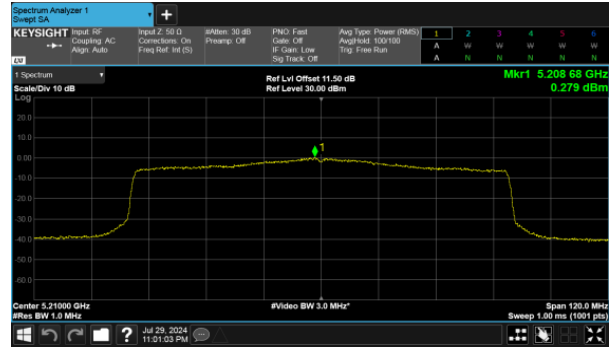 Spectrum Analyzer 1
Swept SA
+
KEYSIGHT
Input: RF
Coupling: AC
Align: Auto
Input Z: 50 Ω
Corrections: On
Freq Ref: Int (S)
#Atten: 30 dB
Preamp: Off
PNO: Fast
Gate: Off
IF Gain: Low
Sig Track: Off
Avg Type: Power (RMS)
Avg|Hold: 100/100
Trig: Free Run
1 2 3 4 5 6
A W W W W W
A N N N N N
LXI
1 Spectrum
Scale/Div 10 dB
Log
Ref Lvl Offset 11.50 dB
Ref Level 30.00 dBm
Mkr1 5.208 68 GHz
0.279 dBm
20.0
10.0
0.00
1
-10.0
-20.0
-30.0
-40.0
-50.0
-60.0
Center 5.21000 GHz
#Res BW 1.0 MHz
#Video BW 3.0 MHz*
Span 120.0 MHz
Sweep 1.00 ms (1001 pts)
?
Jul 29, 2024
11:01:03 PM